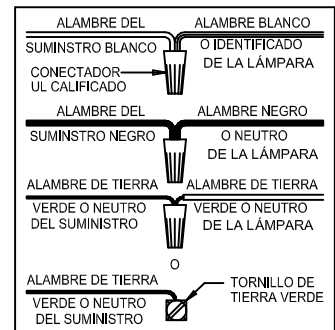 ALAMBRE DEL
SUMINSTRO BLANCO
ALAMBRE BLANCO
O IDENTIFICADO
DE LA LÁMPARA
CONECTADOR
UL CALIFICADO
ALAMBRE DEL
SUMINSTRO NEGRO
ALAMBRE NEGRO
O NEUTRO
DE LA LÁMPARA
ALAMBRE DE TIERRA
VERDE O NEUTRO
DEL SUMINISTRO
ALAMBRE DE TIERRA
VERDE O NEUTRO
DE LA LÁMPARA
O
ALAMBRE DE TIERRA
VERDE O NEUTRO
DEL SUMINISTRO
TORNILLO DE
TIERRA VERDE